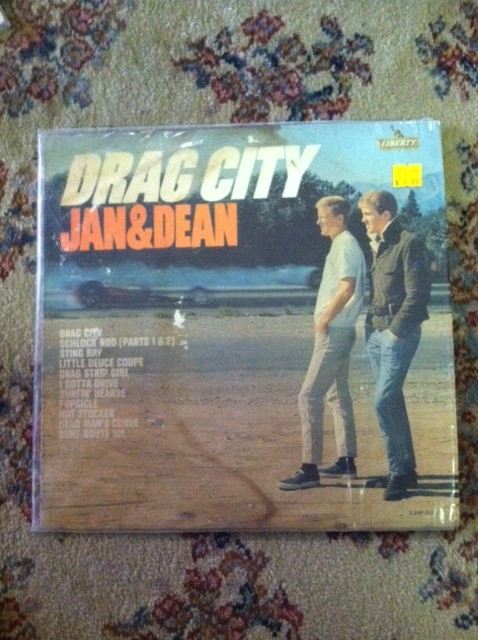 DRAG CITY
LIBERTY
JAN&DEAN
DRAG CITY
SCHLOCK ROD (PARTS 1 & 2)
STING RAY
LITTLE DEUCE COUPE
DRAG STRIP GIRL
I GOTTA DRIVE
SURFIN' HEARSE
POPSICLE
HOT STOCKER
DEAD MAN'S CURVE
SURF ROUTE 101